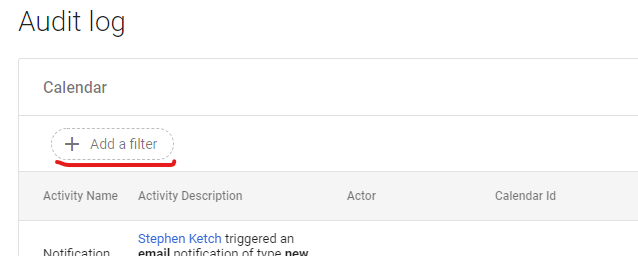 Audit log
Calendar
+ Add a filter
Activity Name Activity Description Actor Calendar Id
Stephen Ketch triggered an
Notification email notification of type new